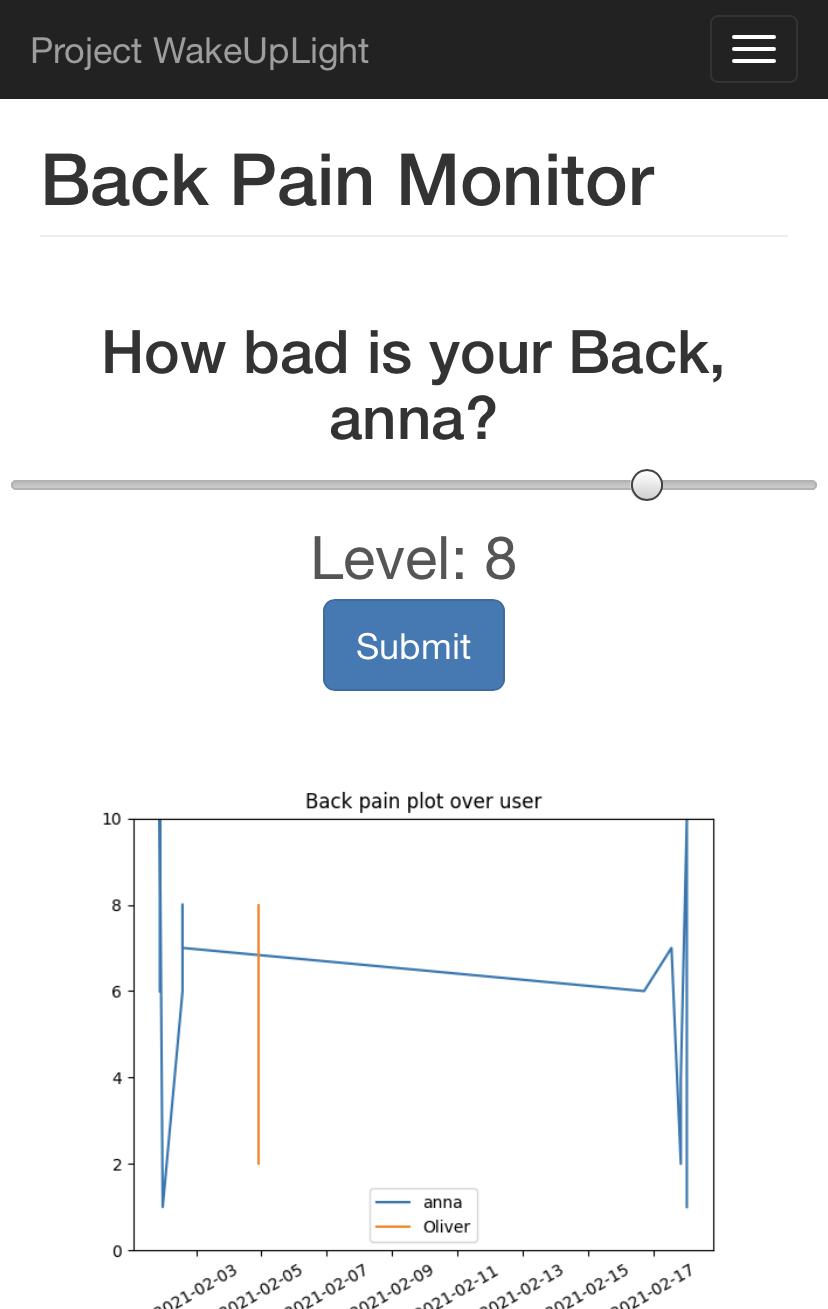 Project WakeUpLight
Back Pain Monitor
How bad is your Back,
anna?
Level: 8
Submit
Back pain plot over user
10
8
6
4
2
0
anna
Oliver
2021-02-03
2021-02-05
2021-02-07
2021-02-09
2021-02-11
2021-02-13
2021-02-15
2021-02-17